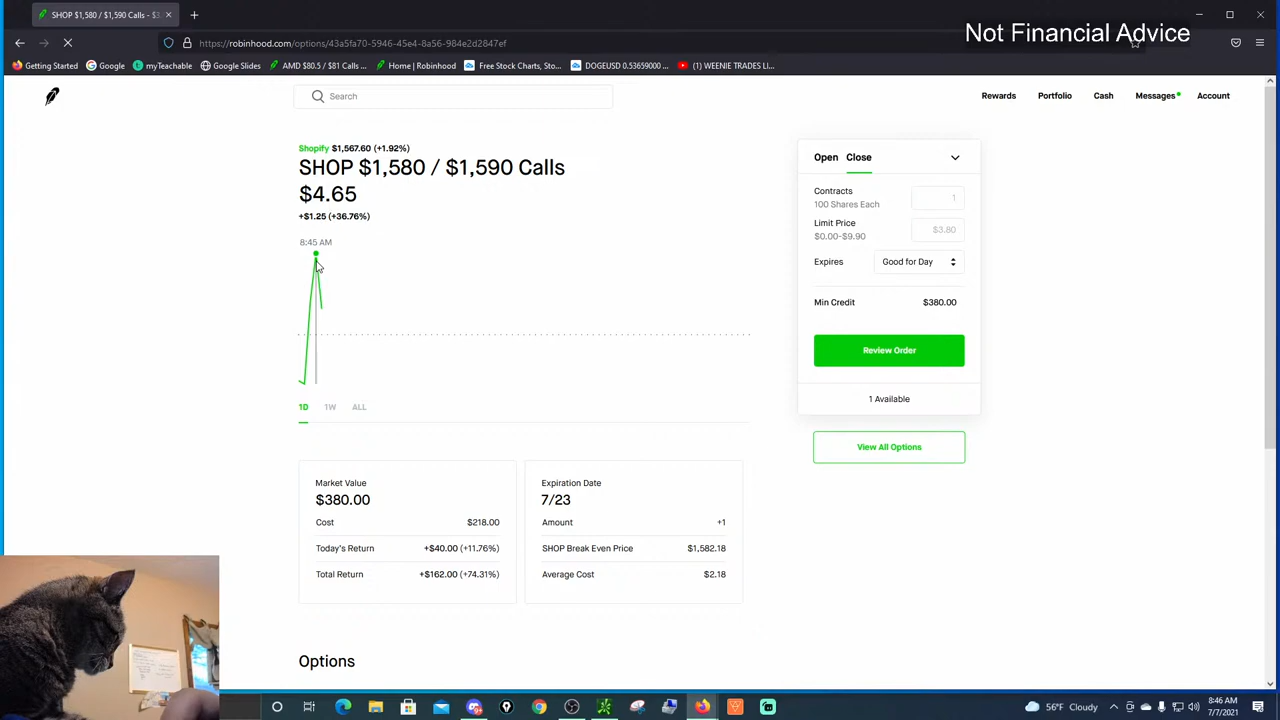 SHOP $1,580 / $1,590 Calls - $3.
Not Financial Advice
https://robinhood.com/options/43a5fa70-5946-45e4-8a56-984e2d2847ef
Getting Started Google myTeachable Google Slides AMD $80.5 / $81 Calls ... Home | Robinhood Free Stock Charts, Sto... DOGEUSD 0.53659000 ... WEENIE TRADES LI...
Search
Rewards Portfolio Cash Messages Account
Shopify $1,567.60 (+1.92%)
SHOP $1,580 / $1,590 Calls
$4.65
+$1.25 (+36.76%)
8:45 AM
1D 1W ALL
Open Close
Contracts 1
100 Shares Each
Limit Price $3.80
$0.00-$9.90
Expires Good for Day
Min Credit $380.00
Review Order
1 Available
View All Options
Market Value
$380.00
Cost $218.00
Today's Return +$40.00 (+11.76%)
Total Return +$162.00 (+74.31%)
Expiration Date
7/23
Amount +1
SHOP Break Even Price $1,582.18
Average Cost $2.18
Options
56°F Cloudy
8:46 AM
7/7/2021